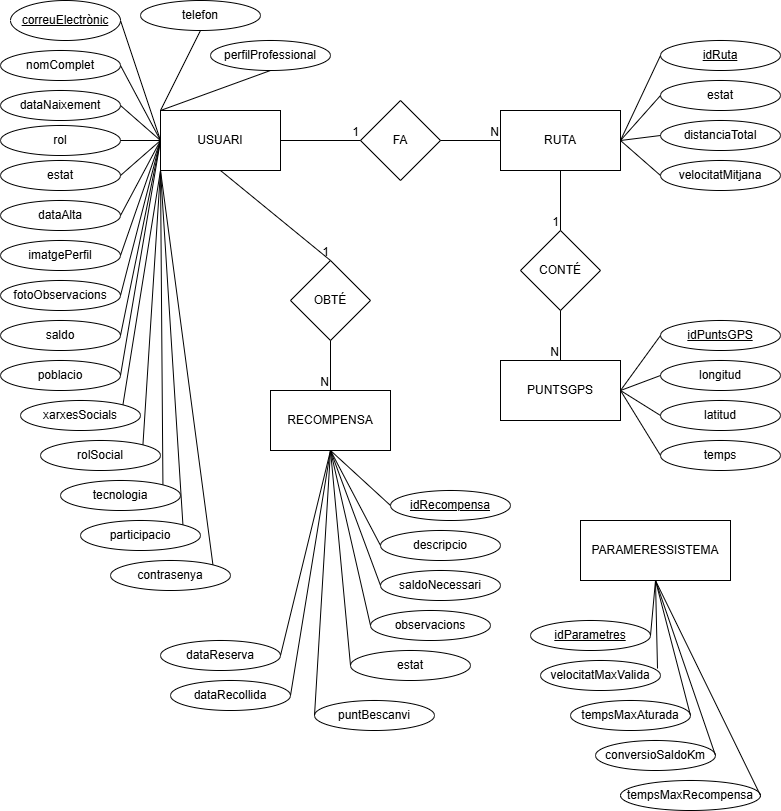 correuElectrònic
telefon
perfilProfessional
nomComplet
dataNaixement
rol
estat
dataAlta
imatgePerfil
fotoObservacions
saldo
poblacio
xarxesSocials
rolSocial
tecnologia
participacio
contrasenya
USUARI
1
FA
N
RUTA
idRuta
estat
distanciaTotal
velocitatMitjana
1
CONTÉ
N
PUNTSGPS
idPuntsGPS
longitud
latitud
temps
1
OBTÉ
N
RECOMPENSA
idRecompensa
descripcio
saldoNecessari
observacions
estat
puntBescanvi
dataReserva
dataRecollida
PARAMERESSISTEMA
idParametres
velocitatMaxValida
tempsMaxAturada
conversioSaldoKm
tempsMaxRecompensa